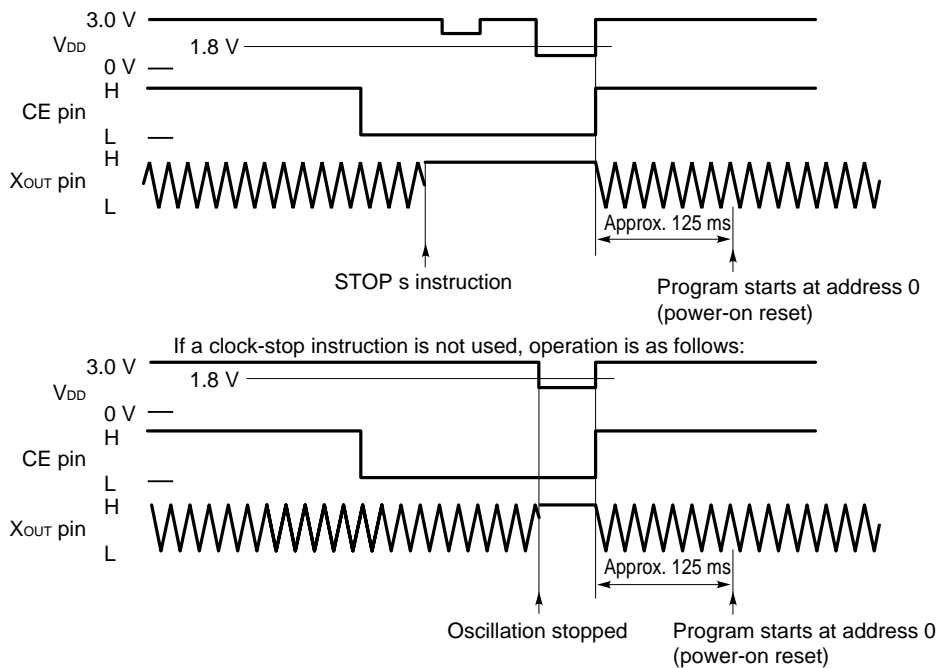 3.0 V
VDD
1.8 V
0 V
H
CE pin
L
H
XOUT pin
L
Approx. 125 ms
STOP s instruction
Program starts at address 0
(power-on reset)
If a clock-stop instruction is not used, operation is as follows:
3.0 V
VDD
1.8 V
0 V
H
CE pin
L
H
XOUT pin
L
Approx. 125 ms
Oscillation stopped
Program starts at address 0
(power-on reset)